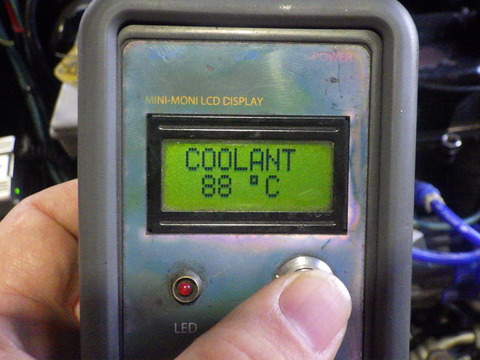 POWER
MINI-MONI LCD DISPLAY
COOLANT
88 °C
LED